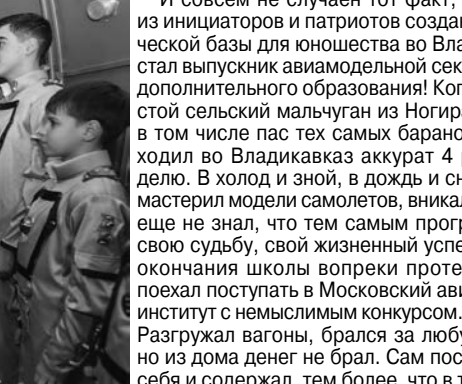 И совсем не случаен тот факт,
из инициаторов и патриотов созда
ческой базы для юношества во Вла
стал выпускник авиамодельной сек
дополнительного образования! Ког
стой сельский мальчуган из Ногир
в том числе пас тех самых барано
ходил во Владикавказ аккурат 4
делю. В холод и зной, в дождь и сн
мастерил модели самолетов, вникал
еще не знал, что тем самым прогр
свою судьбу, свой жизненный успе
окончания школы вопреки проте
поехал поступать в Московский ави
институт с немыслимым конкурсом.
Разгружал вагоны, брался за любу
но из дома денег не брал. Сам пос
себя и содержал, тем более, что в т